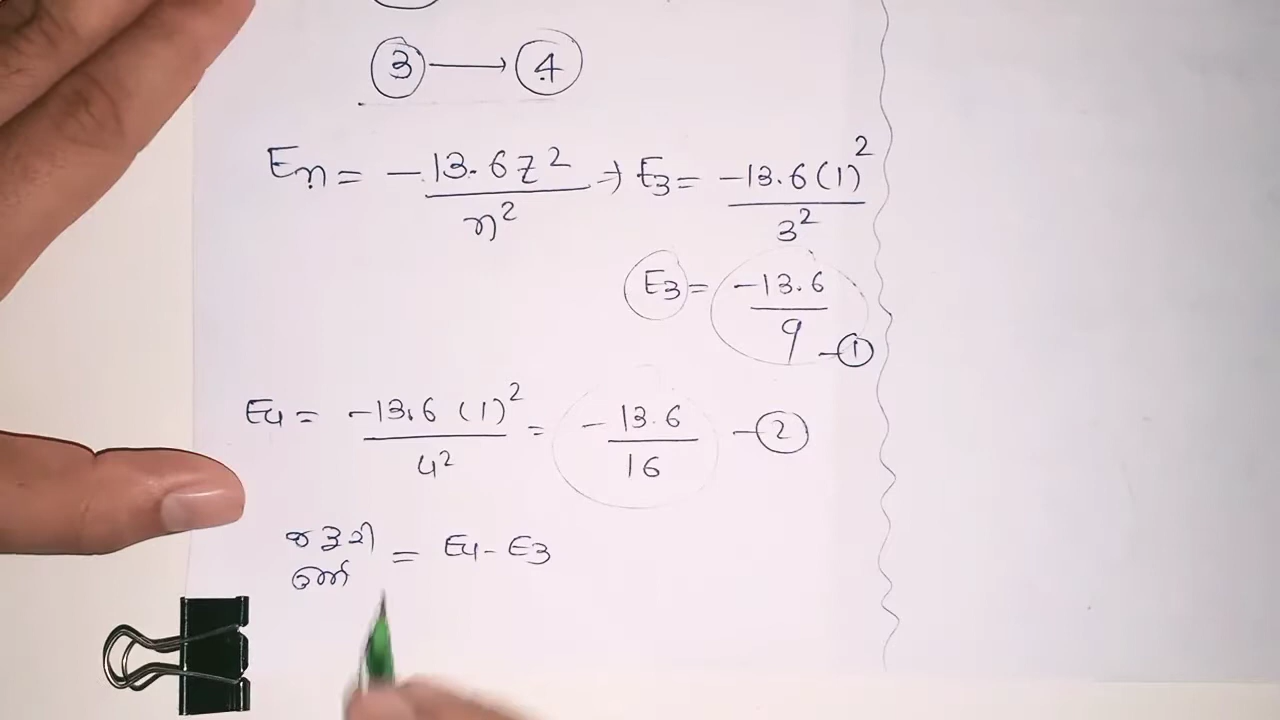 3 → 4
En = -13.6 Z² / n² → E3 = -13.6 (1)² / 3²
E3 = -13.6 / 9 - 1
E4 = -13.6 (1)² / 4² = -13.6 / 16 - 2
= E4 - E3